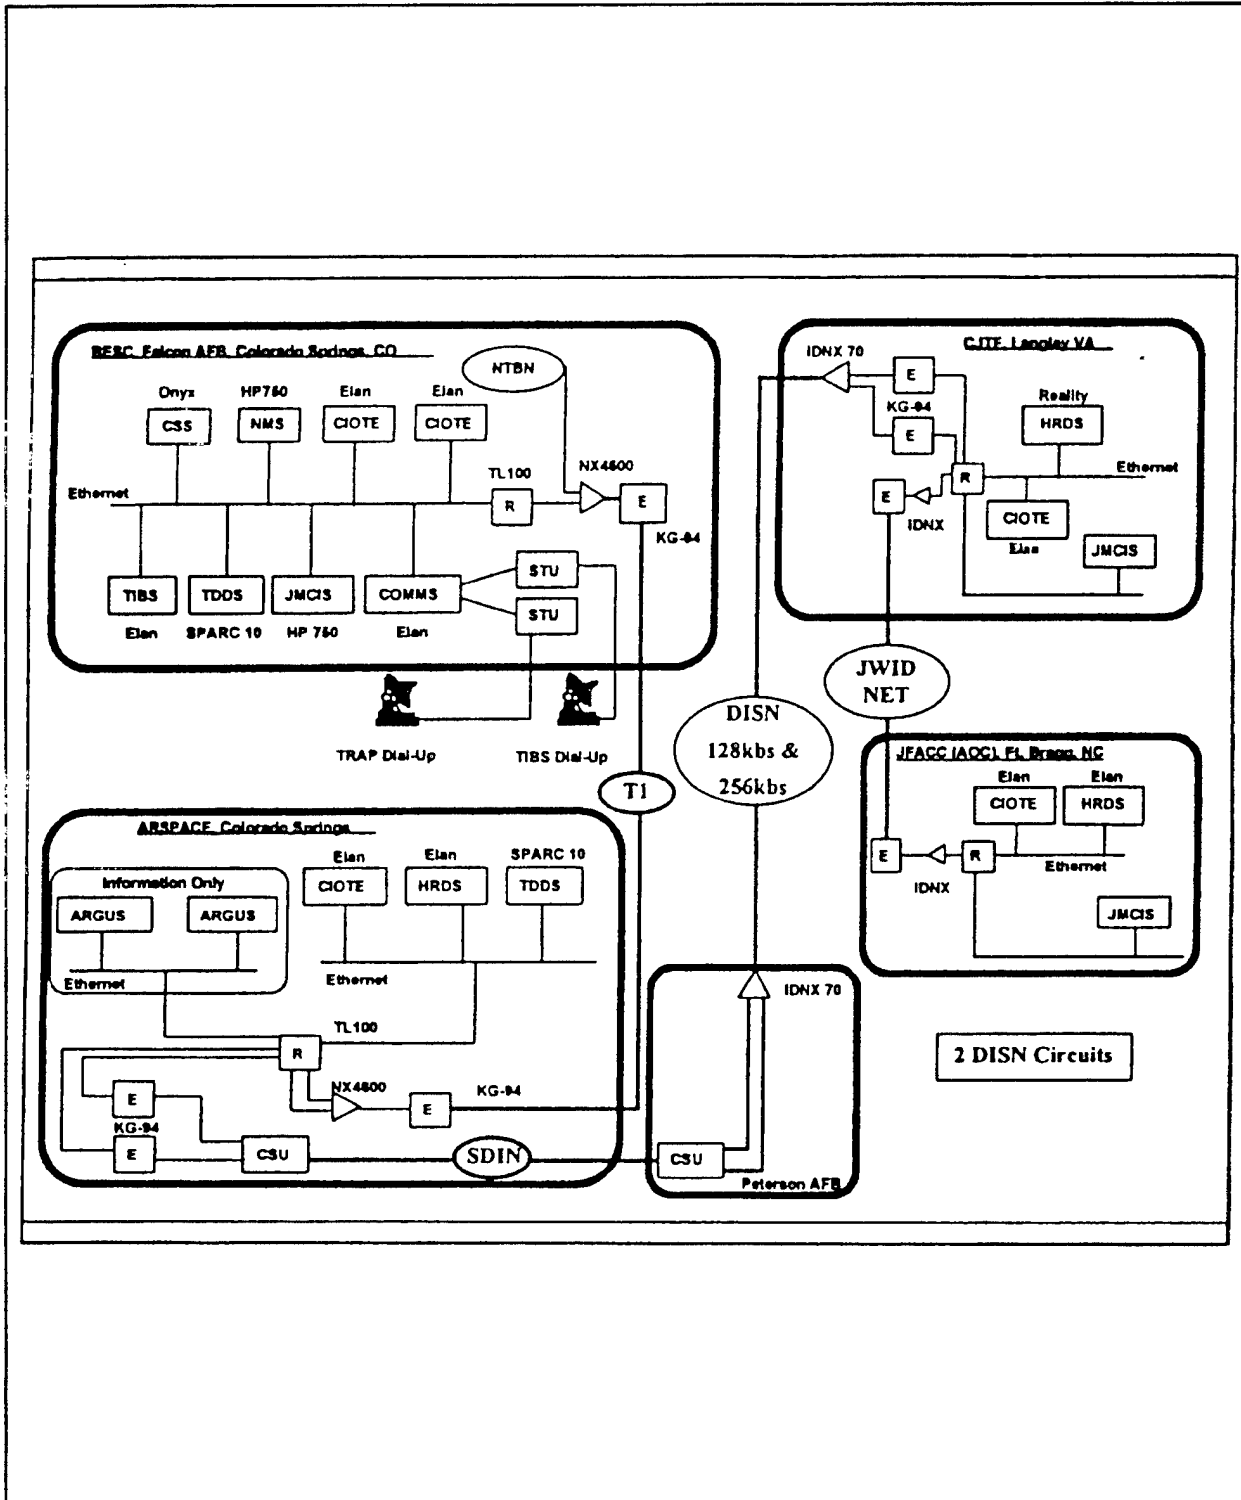 BESC, Falcon AFB, Colorado Springs, CO
NTBN
Onyx
HP750
Elan
Elan
CSS
NMS
CIOTE
CIOTE
TL100
NX4600
Ethernet
R
E
KG-94
STU
STU
TIBS
TDDS
JMCIS
COMMS
Elan
SPARC 10
HP 750
Elan
TRAP Dial-Up
TIBS Dial-Up
T1
CJTF, Langley VA
IDNX 70
E
KG-94
E
Reality
HRDS
Ethernet
R
E
IDNX
CIOTE
Elan
JMCIS
JWID
NET
DISN
128kbs &
256kbs
JFACC (AOC), Ft. Bragg, NC
Elan
Elan
CIOTE
HRDS
E
R
IDNX
Ethernet
JMCIS
ARSPACE, Colorado Springs
Information Only
ARGUS
ARGUS
Ethernet
Elan
Elan
SPARC 10
CIOTE
HRDS
TDDS
Ethernet
TL100
R
NX4600
KG-94
E
E
KG-94
E
CSU
SDIN
IDNX 70
CSU
Peterson AFB
2 DISN Circuits